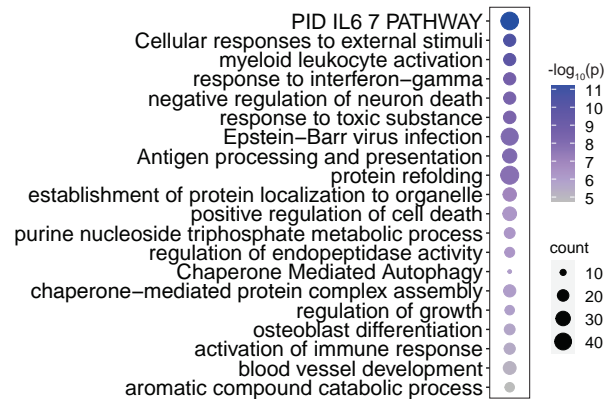 PID IL6 7 PATHWAY
Cellular responses to external stimuli
myeloid leukocyte activation
response to interferon−gamma
negative regulation of neuron death
response to toxic substance
Epstein−Barr virus infection
Antigen processing and presentation
protein refolding
establishment of protein localization to organelle
positive regulation of cell death
purine nucleoside triphosphate metabolic process
regulation of endopeptidase activity
Chaperone Mediated Autophagy
chaperone−mediated protein complex assembly
regulation of growth
osteoblast differentiation
activation of immune response
blood vessel development
aromatic compound catabolic process
-log₁₀(p)
11
10
9
8
7
6
5
count
10
20
30
40